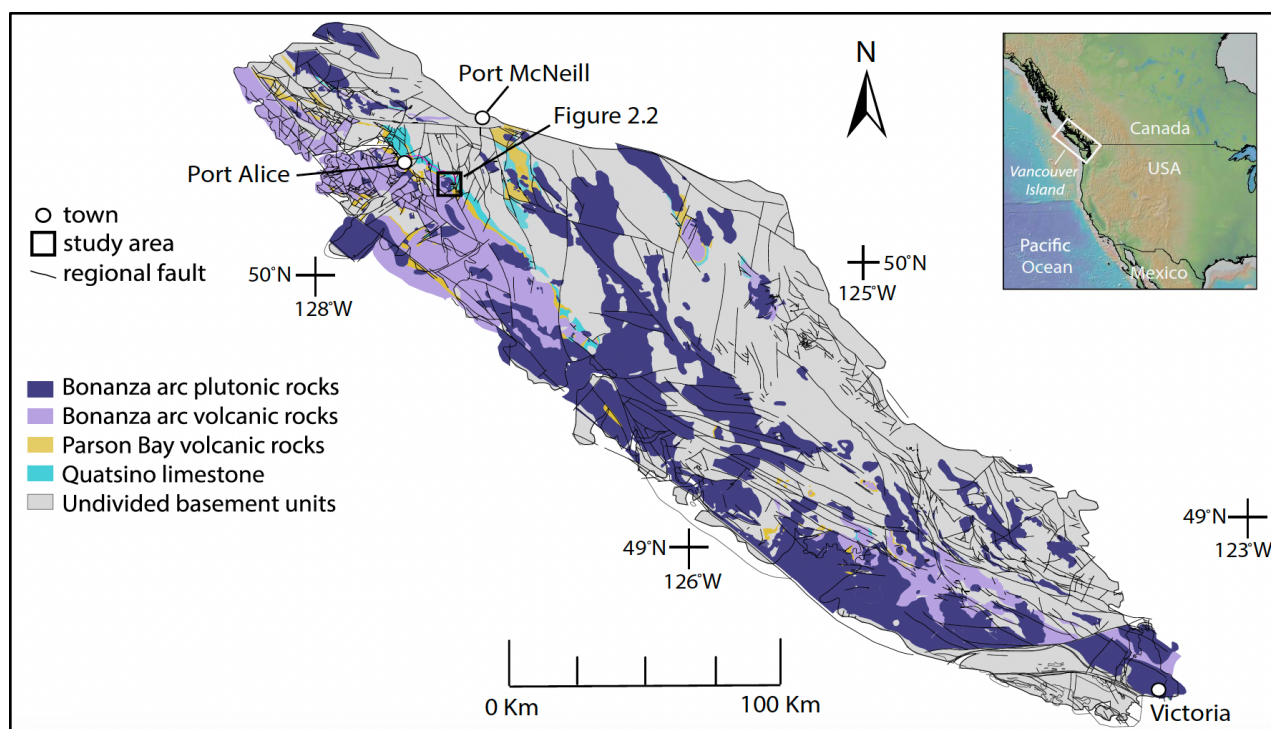 Port McNeill
N
Figure 2.2
Port Alice
town
study area
regional fault
50°N
128°W
50°N
125°W
Canada
USA
Vancouver
Island
Pacific
Ocean
Mexico
Bonanza arc plutonic rocks
Bonanza arc volcanic rocks
Parson Bay volcanic rocks
Quatsino limestone
Undivided basement units
49°N
126°W
49°N
123°W
0 Km
100 Km
Victoria